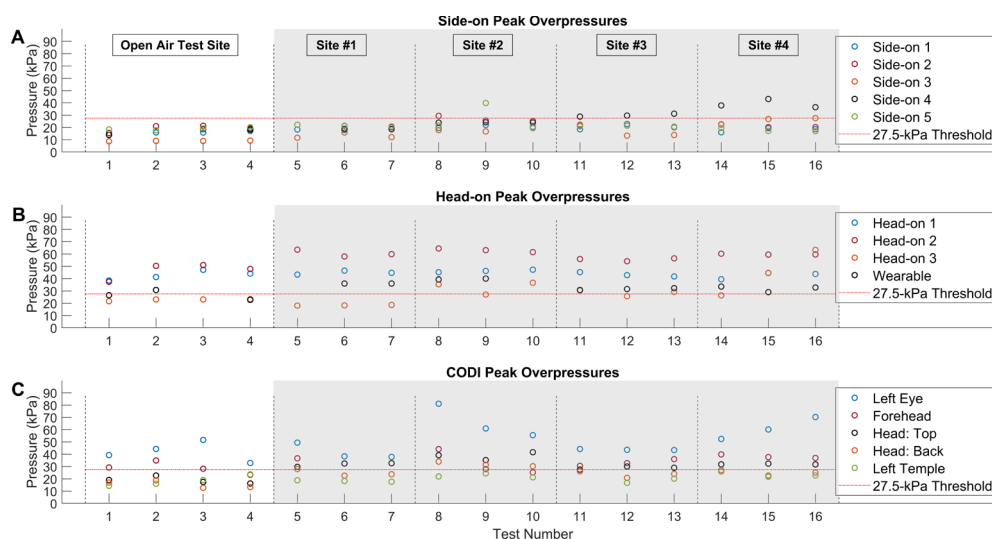 Side-on Peak Overpressures
A
Pressure (kPa)
90
80
70
60
50
40
30
20
10
0
Open Air Test Site
Site #1
Site #2
Site #3
Site #4
1 2 3 4 5 6 7 8 9 10 11 12 13 14 15 16
Side-on 1
Side-on 2
Side-on 3
Side-on 4
Side-on 5
27.5-kPa Threshold
Head-on Peak Overpressures
B
Pressure (kPa)
90
80
70
60
50
40
30
20
10
0
1 2 3 4 5 6 7 8 9 10 11 12 13 14 15 16
Head-on 1
Head-on 2
Head-on 3
Wearable
27.5-kPa Threshold
CODI Peak Overpressures
C
Pressure (kPa)
90
80
70
60
50
40
30
20
10
0
1 2 3 4 5 6 7 8 9 10 11 12 13 14 15 16
Test Number
Left Eye
Forehead
Head: Top
Head: Back
Left Temple
27.5-kPa Threshold